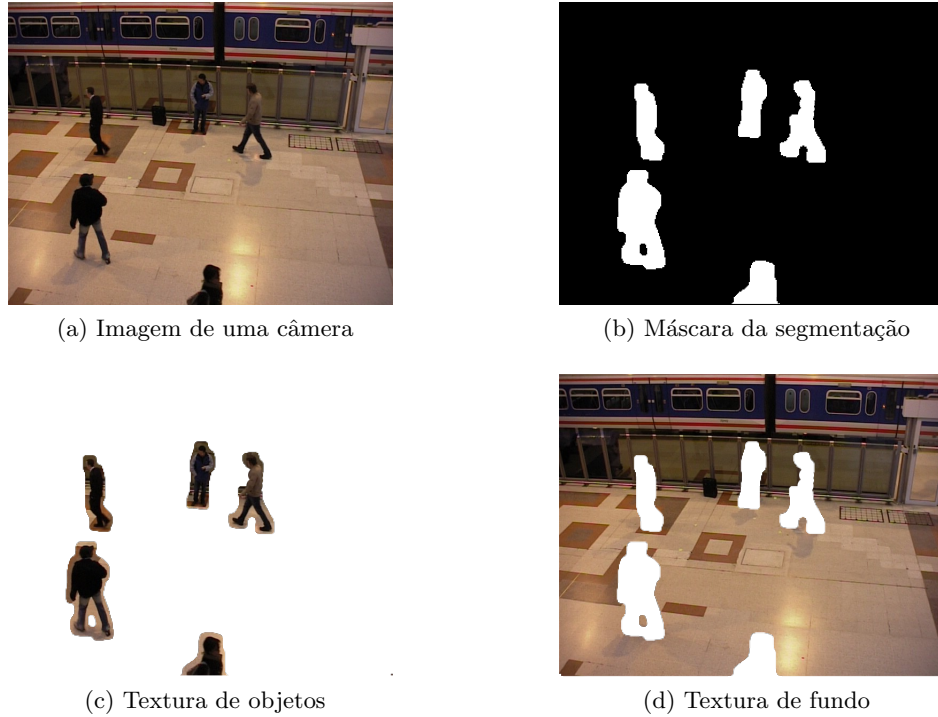 (a) Imagem de uma câmera
(b) Máscara da segmentação
(c) Textura de objetos
(d) Textura de fundo